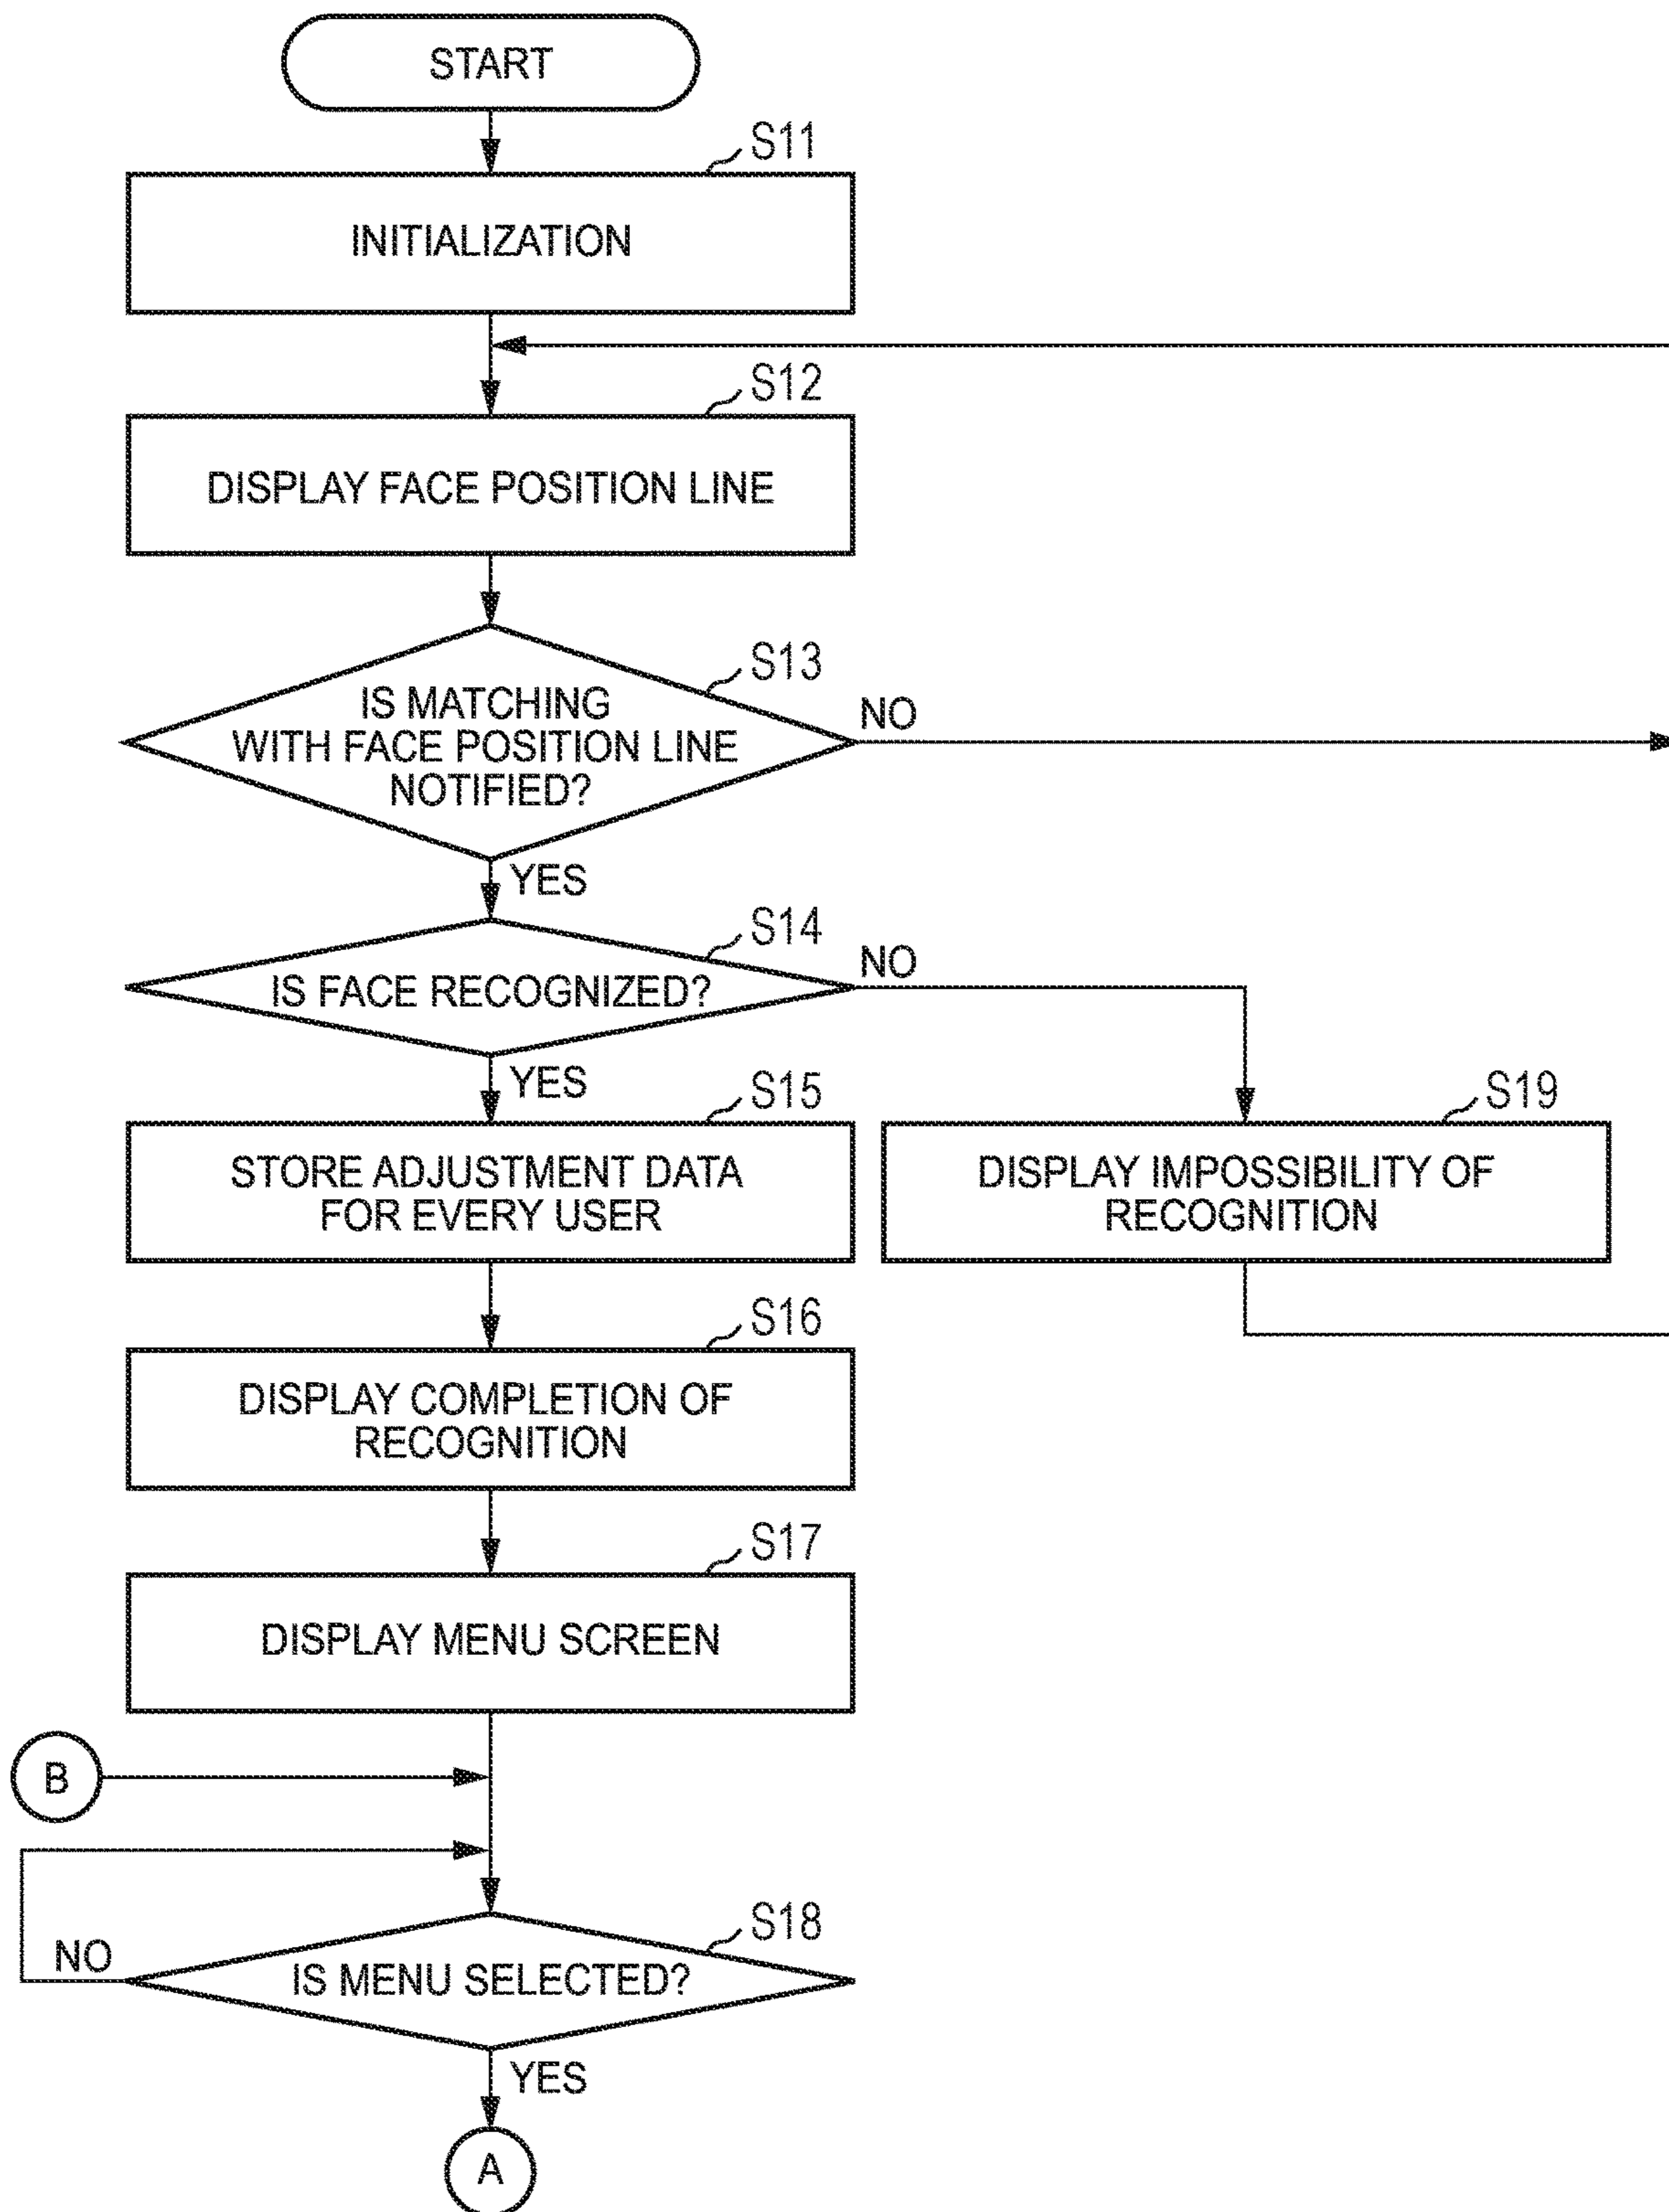 START
S11
INITIALIZATION
S12
DISPLAY FACE POSITION LINE
S13
IS MATCHING
WITH FACE POSITION LINE
NOTIFIED?
NO
YES
S14
IS FACE RECOGNIZED?
NO
YES
S15
STORE ADJUSTMENT DATA
FOR EVERY USER
S19
DISPLAY IMPOSSIBILITY OF
RECOGNITION
S16
DISPLAY COMPLETION OF
RECOGNITION
S17
DISPLAY MENU SCREEN
B
S18
IS MENU SELECTED?
NO
YES
A